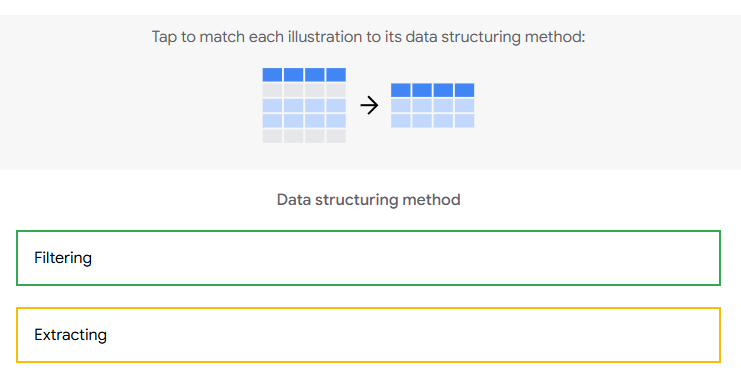 Tap to match each illustration to its data structuring method:
Data structuring method
Filtering
Extracting